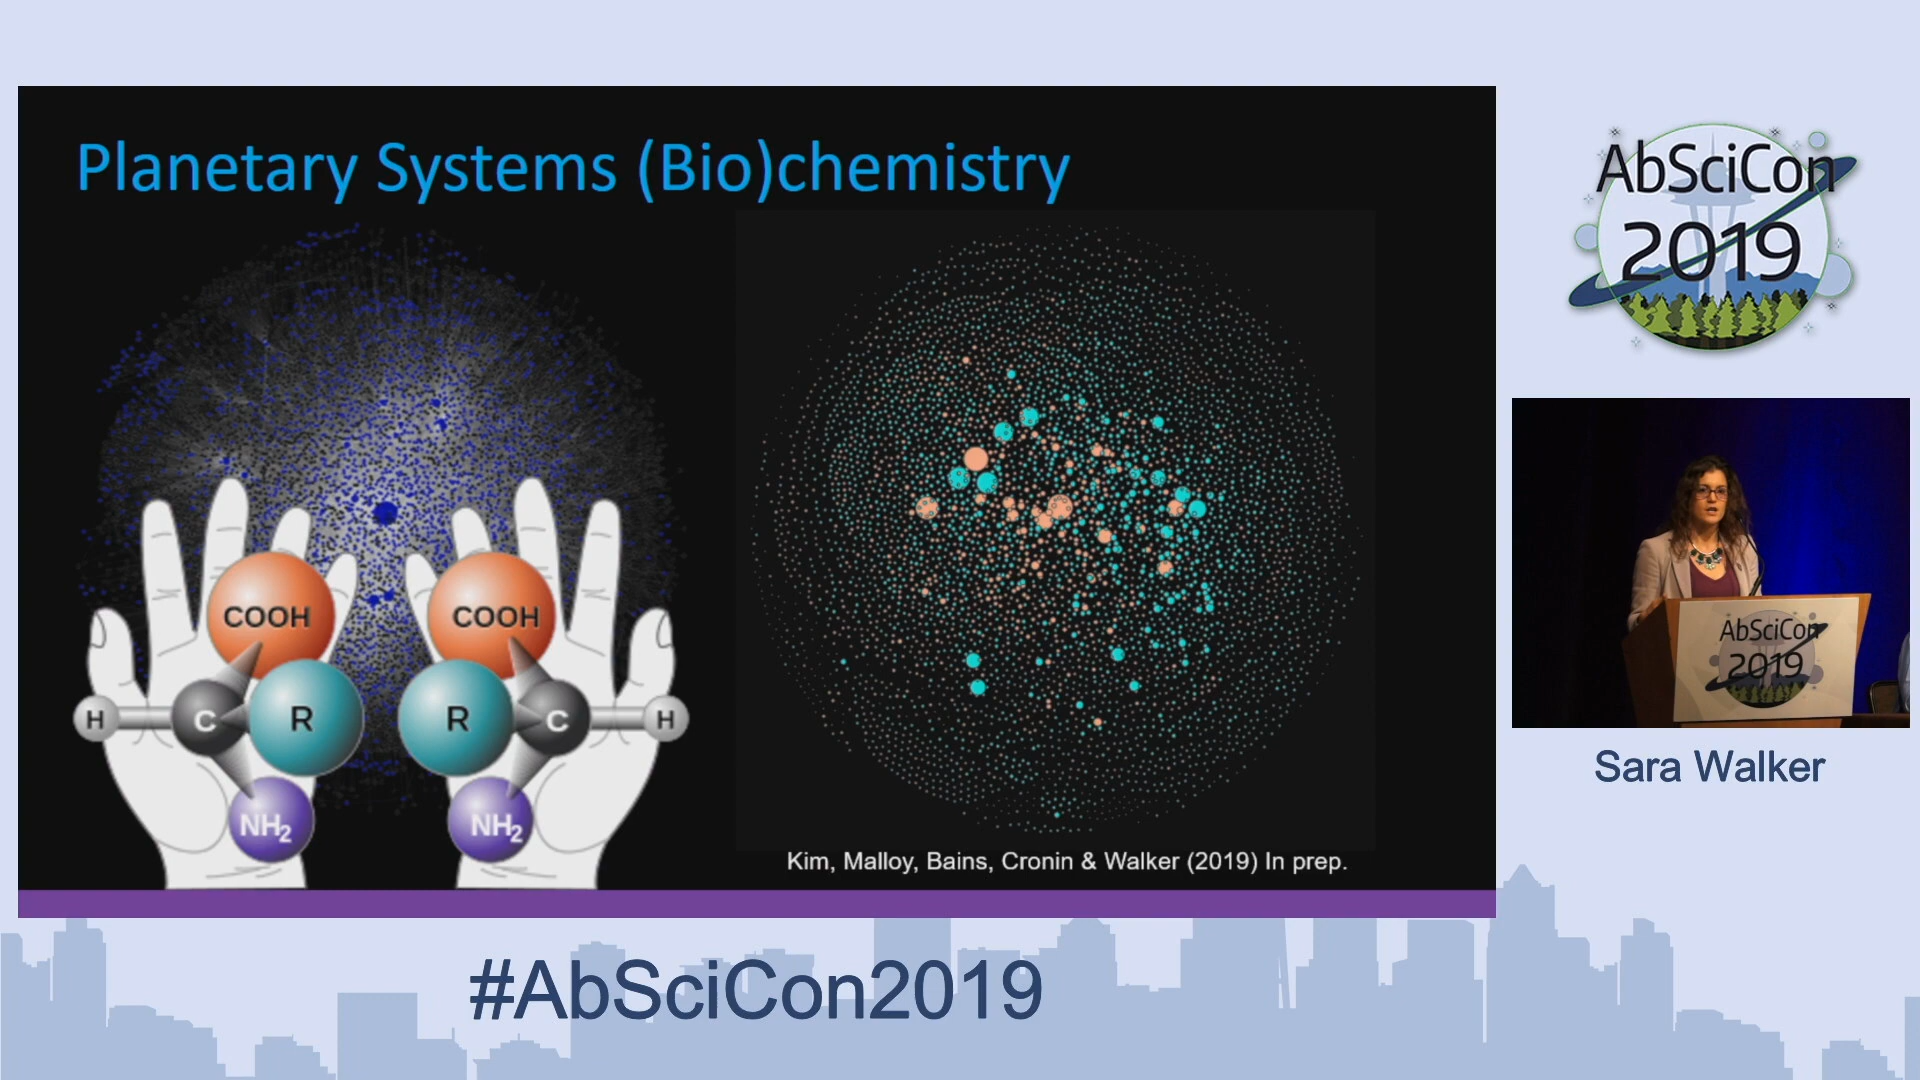 Planetary Systems (Bio)chemistry
COOH
COOH
H
C
R
R
C
H
NH2
NH2
Kim, Malloy, Bains, Cronin & Walker (2019) In prep.
AbSciCon
2019
AbSciCon
2019
Sara Walker
#AbSciCon2019